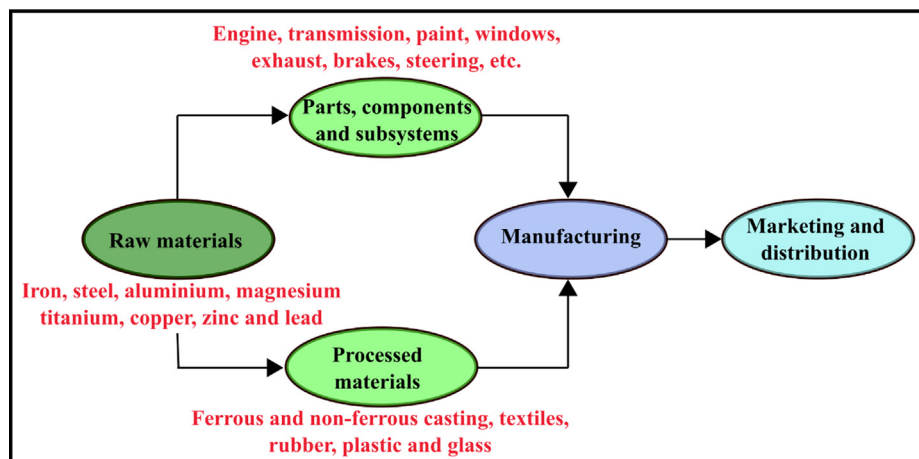 Engine, transmission, paint, windows,
exhaust, brakes, steering, etc.
Parts, components
and subsystems
Raw materials
Iron, steel, aluminium, magnesium
titanium, copper, zinc and lead
Manufacturing
Marketing and
distribution
Processed
materials
Ferrous and non-ferrous casting, textiles,
rubber, plastic and glass